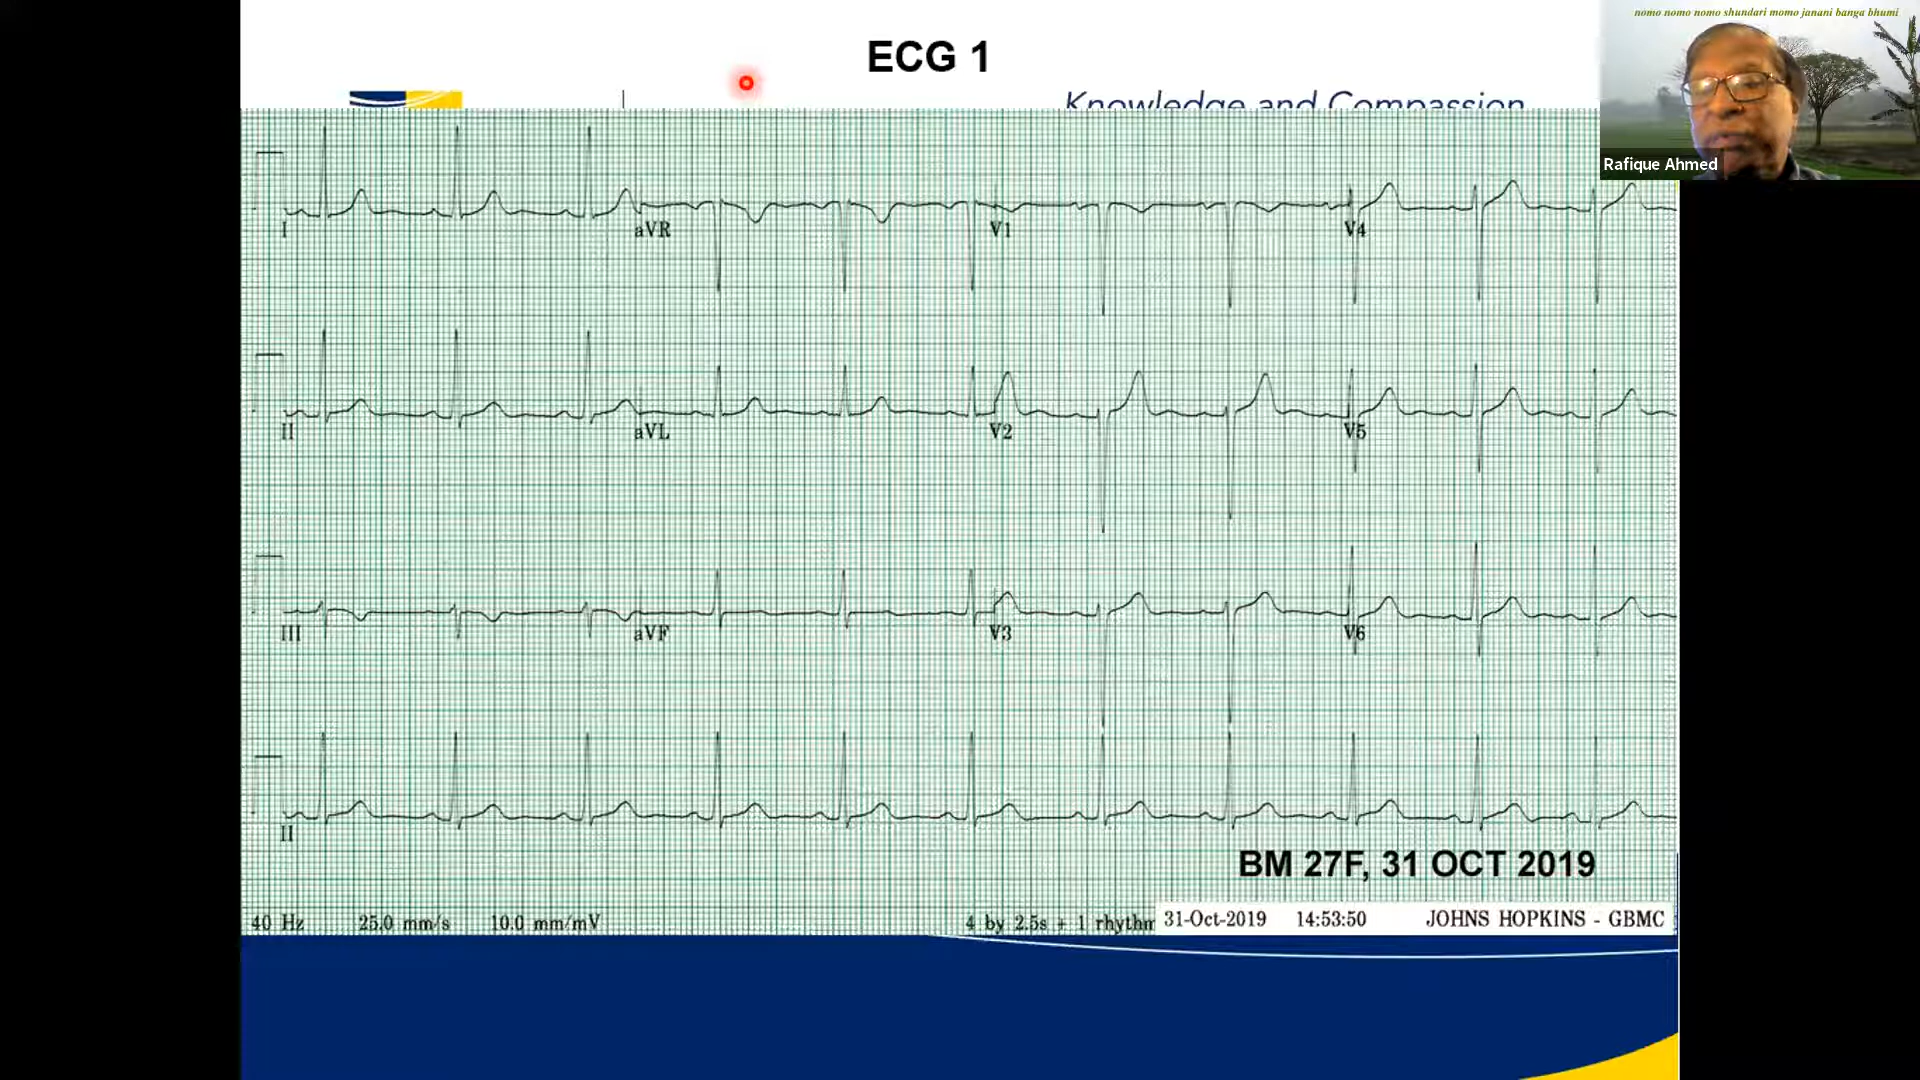 nomo nomo nomo shundari momo janani banga bhumi
ECG 1
Knowledge and Compassion
Rafique Ahmed
I
aVR
V1
V4
II
aVL
V2
V5
III
aVF
V3
V6
II
BM 27F, 31 OCT 2019
40 Hz 25.0 mm/s 10.0 mm/mV 4 by 2.5s + 1 rhythm 31-Oct-2019 14:53:50 JOHNS HOPKINS - GBMC